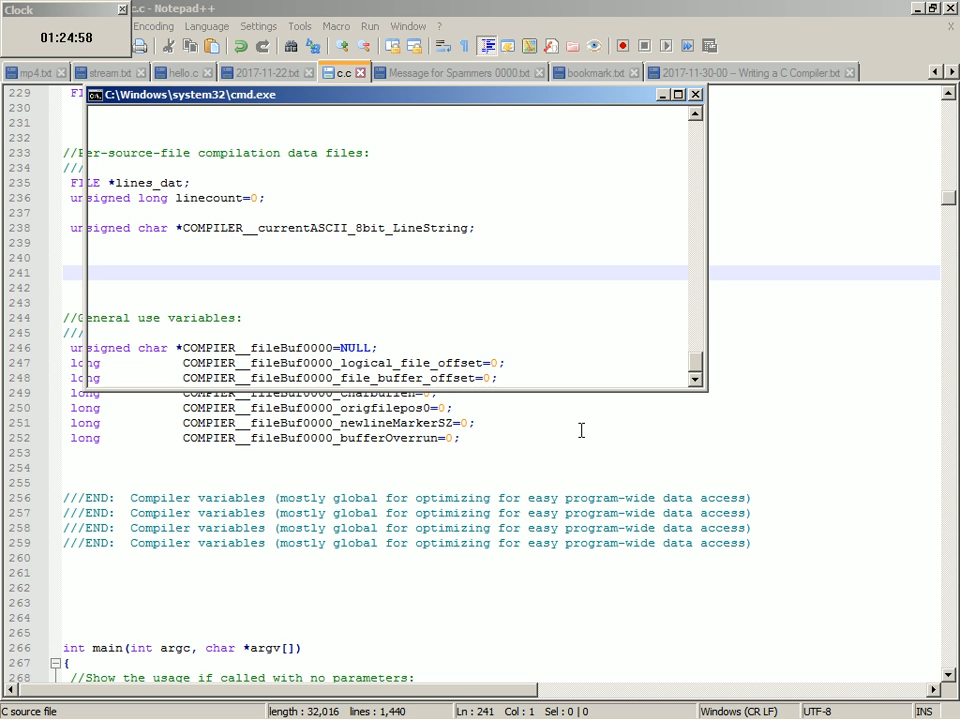 Clock
01:24:58
c.c - Notepad++
Encoding Language Settings Tools Macro Run Window ? X
mp4.txt stream.txt hello.c 2017-11-22.txt c.c Message for Spammers 0000.txt bookmark.txt 2017-11-30-00 – Writing a C Compiler.txt
C:\Windows\system32\cmd.exe
229 FI
230
231
232
233 //Per-source-file compilation data files:
234 ///
235 FILE *lines_dat;
236 unsigned long linecount=0;
237
238 unsigned char *COMPILER__currentASCII_8bit_LineString;
239
240
241
242
243
244 //General use variables:
245 ///
246 unsigned char *COMPIER__fileBuf0000=NULL;
247 long COMPIER__fileBuf0000_logical_file_offset=0;
248 long COMPIER__fileBuf0000_file_buffer_offset=0;
249 long COMPIER__fileBuf0000_charbuflen=0;
250 long COMPIER__fileBuf0000_origfilepos0=0;
251 long COMPIER__fileBuf0000_newlineMarkerSZ=0;
252 long COMPIER__fileBuf0000_bufferOverrun=0;
253
254
255
256 ///END: Compiler variables (mostly global for optimizing for easy program-wide data access)
257 ///END: Compiler variables (mostly global for optimizing for easy program-wide data access)
258 ///END: Compiler variables (mostly global for optimizing for easy program-wide data access)
259 ///END: Compiler variables (mostly global for optimizing for easy program-wide data access)
260
261
262
263
264
265
266 int main(int argc, char *argv[])
267 {
268 //Show the usage if called with no parameters:
C source file length : 32,016 lines : 1,440 Ln : 241 Col : 1 Sel : 0 | 0 Windows (CR LF) UTF-8 INS